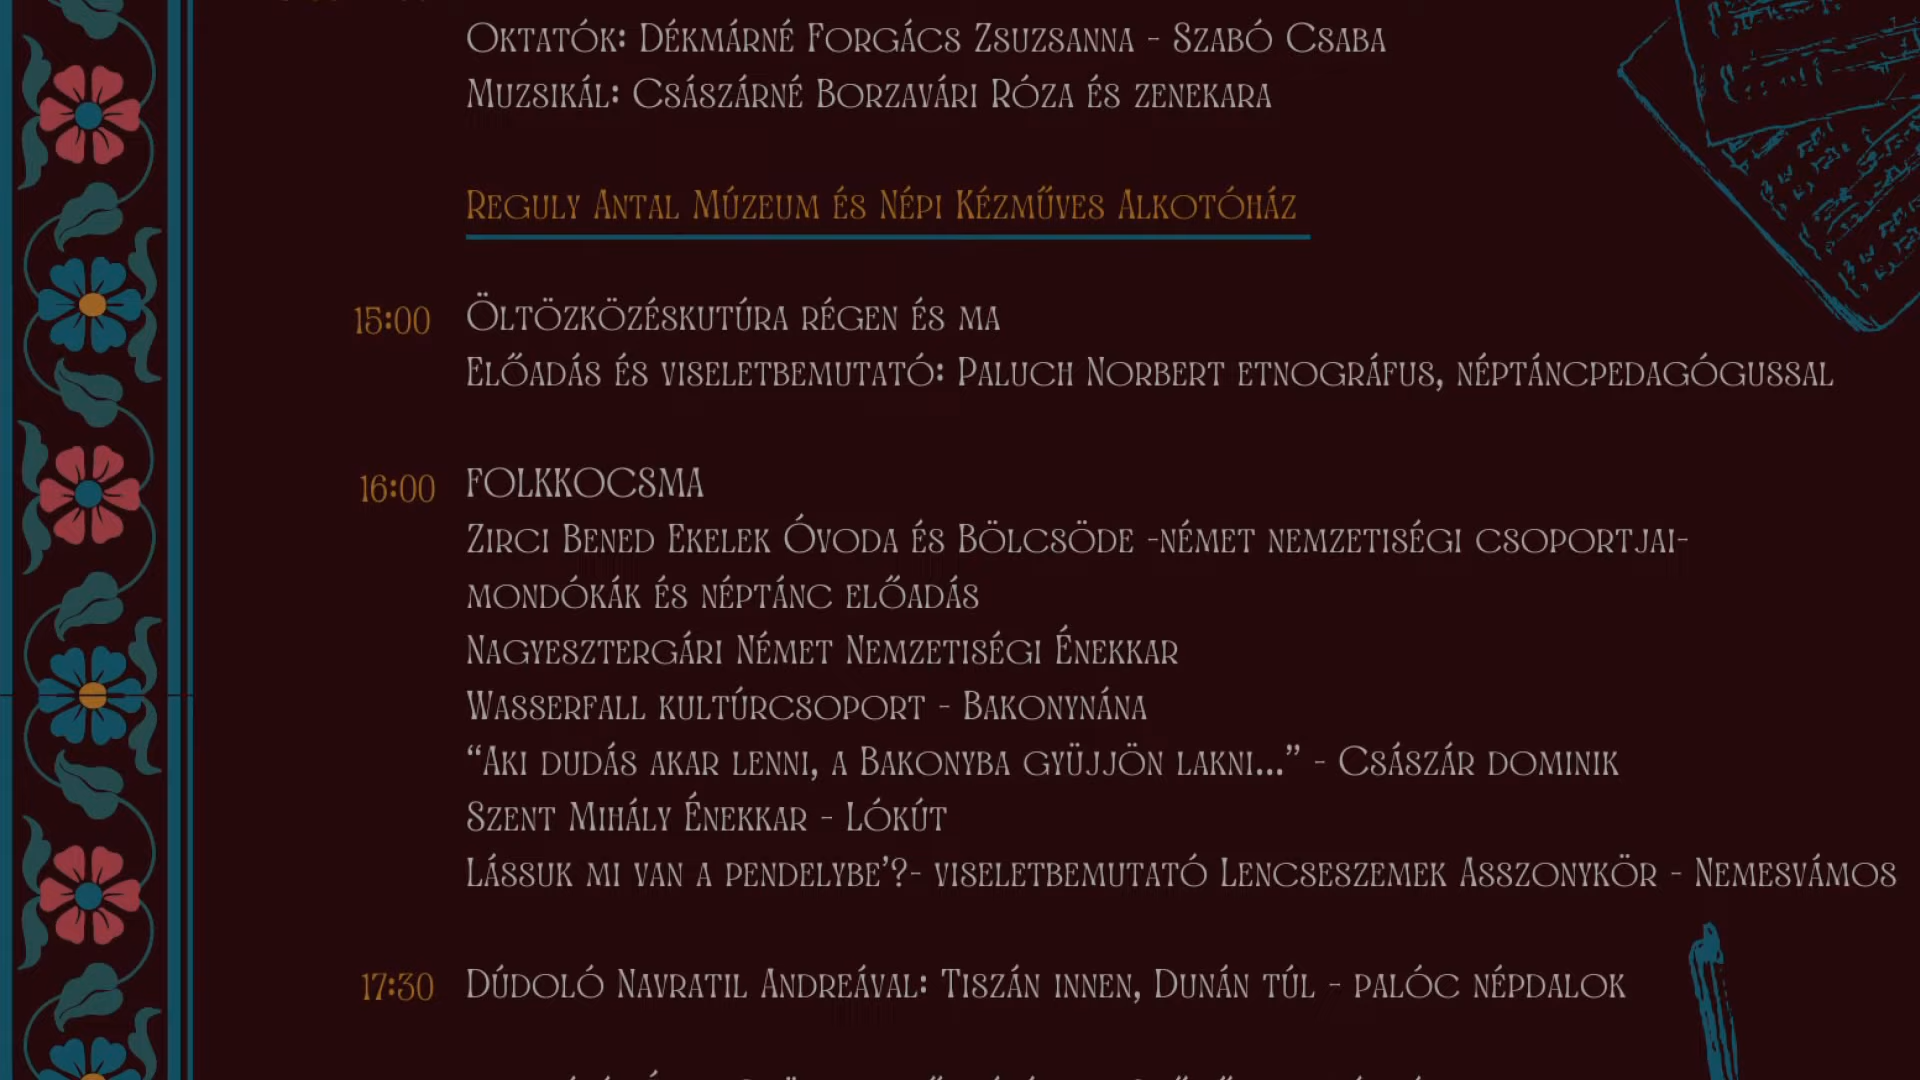 Oktatók: Dékmárné Forgács Zsuzsanna - Szabó Csaba
Muzsikál: Császárné Borzavári Róza és zenekara
Reguly Antal Múzeum és Népi Kézműves Alkotóház
15:00 Öltözközéskutúra régen és ma
Előadás és viseletbemutató: Paluch Norbert etnográfus, néptáncpedagógussal
16:00 FOLKKOCSMA
Zirci Bened Ekelek Óvoda és Bölcsöde -német nemzetiségi csoportjai-
mondókák és néptánc előadás
Nagyesztergári Német Nemzetiségi Énekkar
Wasserfall kultúrcsoport - Bakonynána
“Aki dudás akar lenni, a Bakonyba gyüjjön lakni...” - Császár dominik
Szent Mihály Énekkar - Lókút
Lássuk mi van a pendelybe’?- viseletbemutató Lencseszemek Asszonykör - Nemesvámos
17:30 Dúdoló Navratil Andreával: Tiszán innen, Dunán túl - palóc népdalok